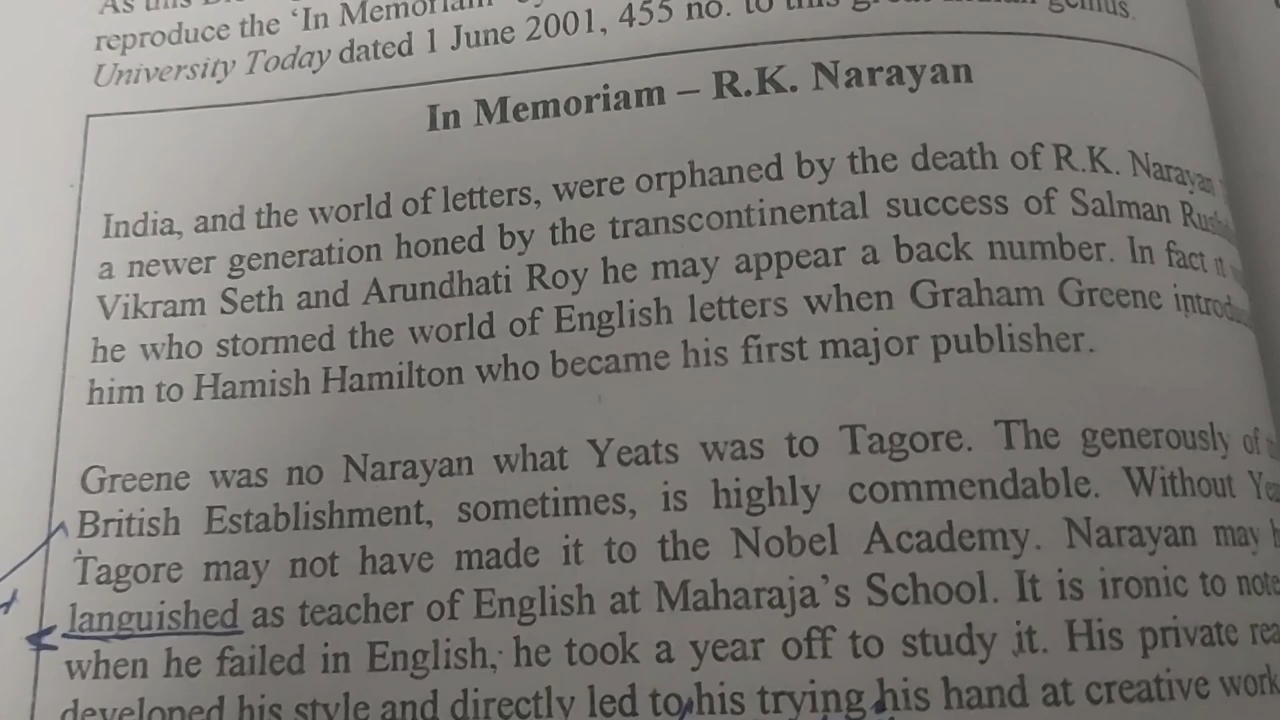 As this
reproduce the ‘In Memoriam
University Today dated 1 June 2001, 455 no. to this great Indian genius.
In Memoriam – R.K. Narayan
India, and the world of letters, were orphaned by the death of R.K. Narayan
a newer generation honed by the transcontinental success of Salman
Vikram Seth and Arundhati Roy he may appear a back number. In fact it
he who stormed the world of English letters when Graham Greene
him to Hamish Hamilton who became his first major publisher.
Greene was no Narayan what Yeats was to Tagore. The generously of
British Establishment, sometimes, is highly commendable. Without
Tagore may not have made it to the Nobel Academy. Narayan may
languished as teacher of English at Maharaja’s School. It is ironic to note
when he failed in English, he took a year off to study it. His private
developed his style and directly led to his trying his hand at creative work